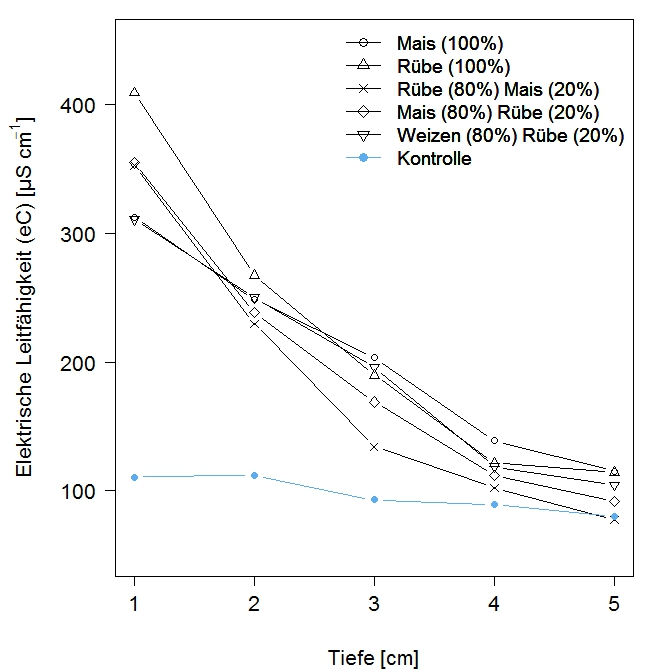 Mais (100%)
Rübe (100%)
Rübe (80%) Mais (20%)
Mais (80%) Rübe (20%)
Weizen (80%) Rübe (20%)
Kontrolle
Elektrische Leitfähigkeit (eC) [µS cm⁻¹]
400
300
200
100
1 2 3 4 5
Tiefe [cm]